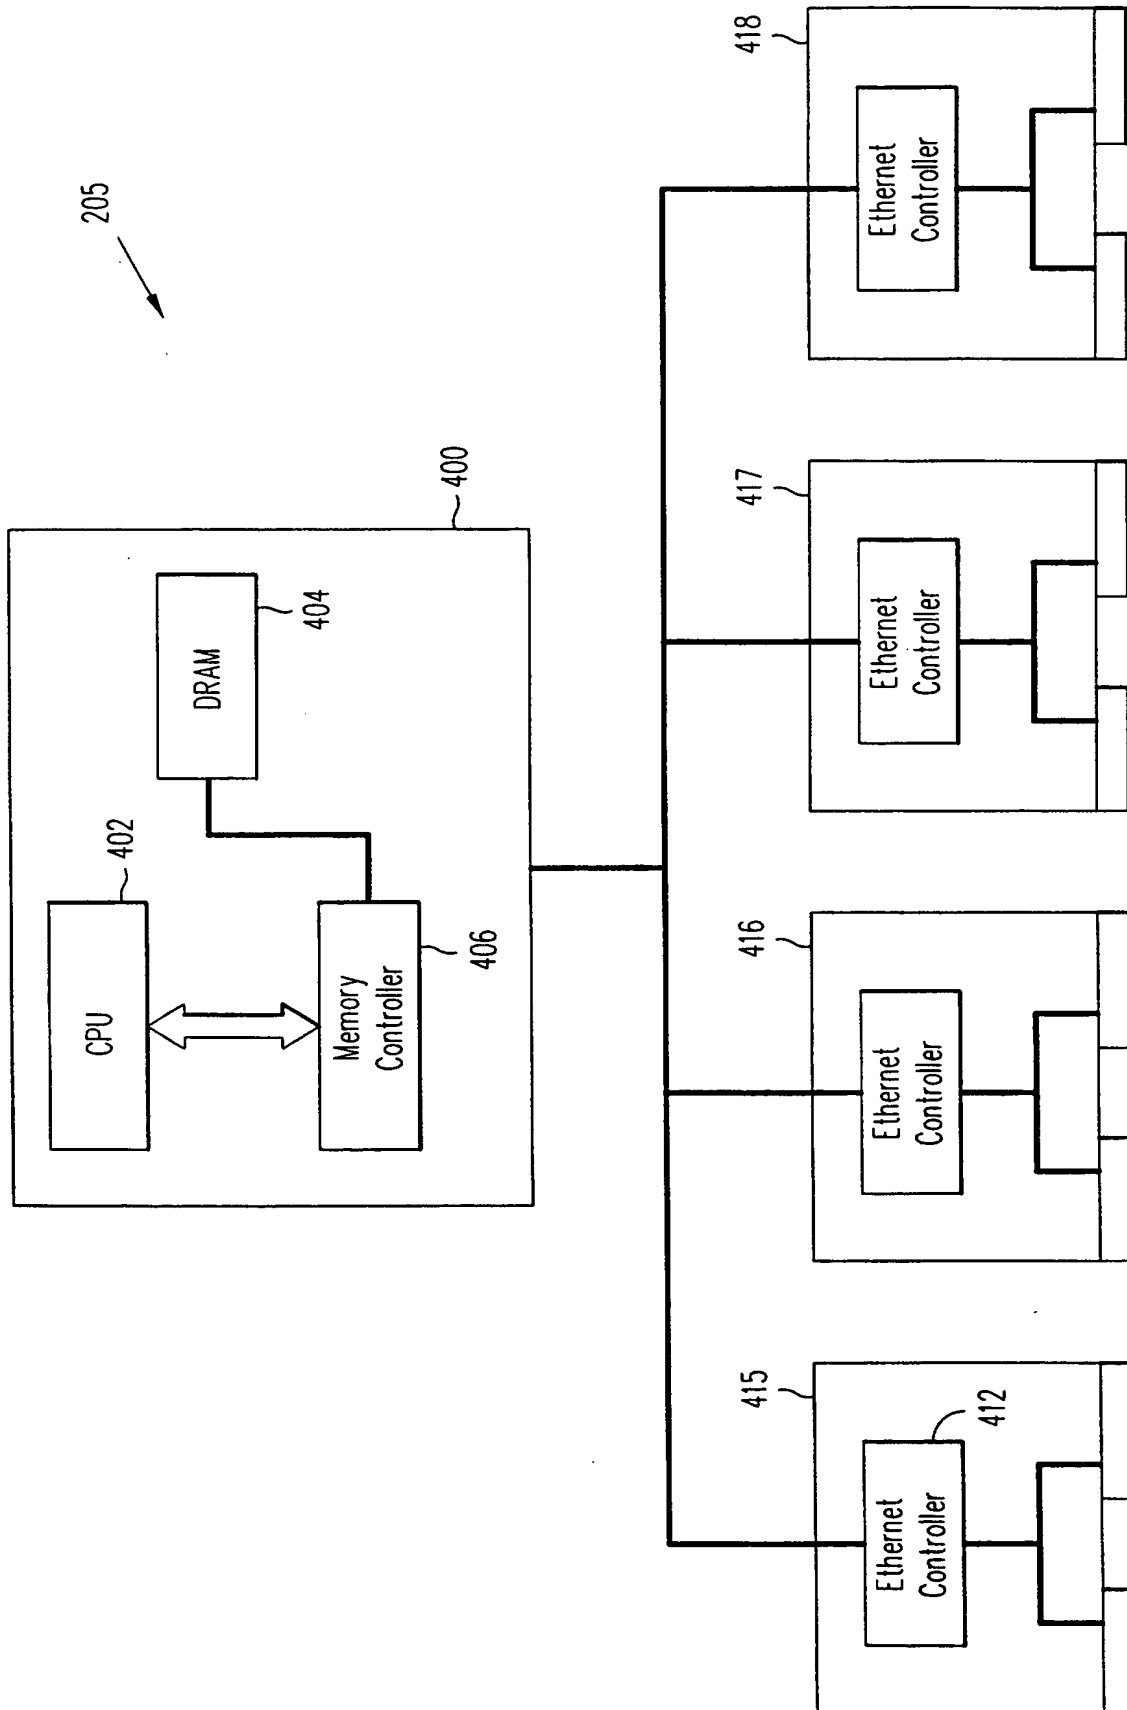 205
400
CPU
402
DRAM
404
Memory
Controller
406
415
Ethernet
Controller
412
416
Ethernet
Controller
417
Ethernet
Controller
418
Ethernet
Controller